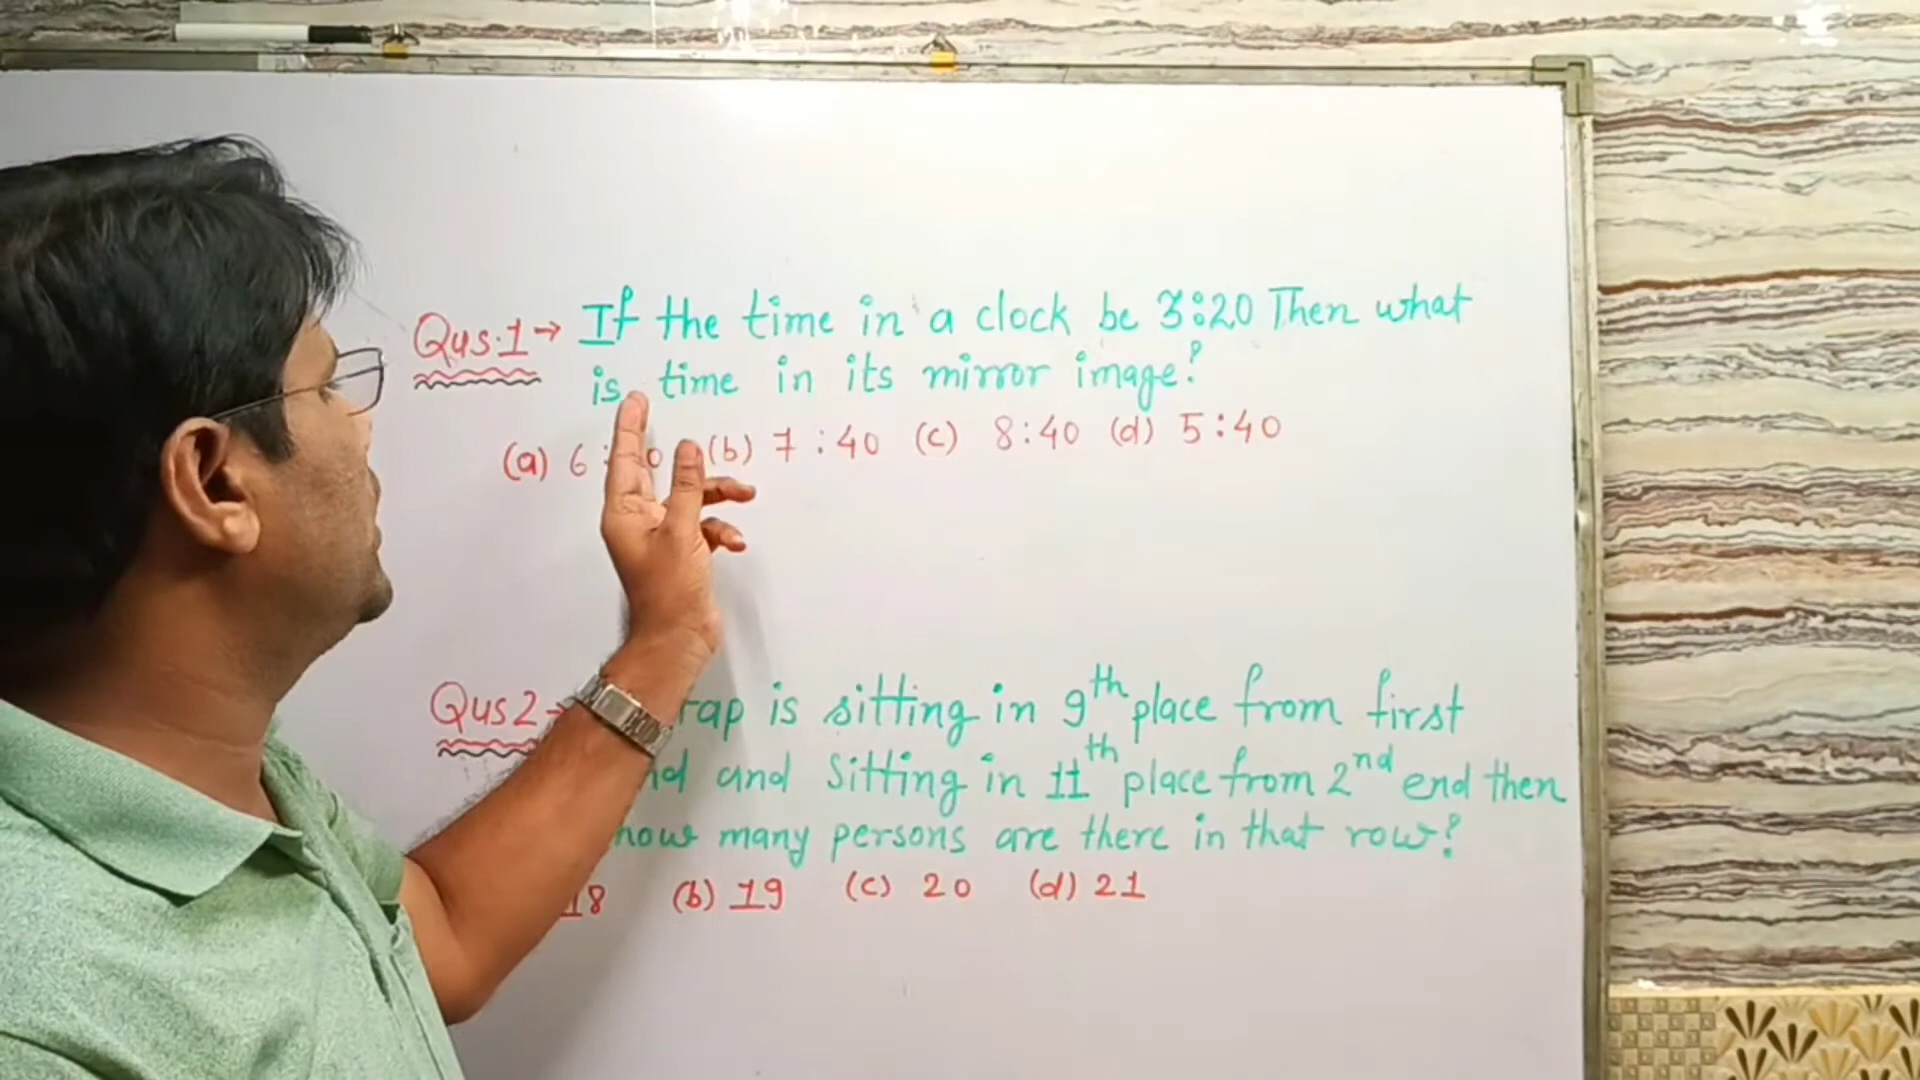 Qus.1→ If the time in a clock be 3:20 Then what
is time in its mirror image?
(a) 6: 0 (b) 7:40 (c) 8:40 (d) 5:40
Qus2→ rap is sitting in 9th place from first
nd and Sitting in 11th place from 2nd end then
how many persons are there in that row?
18 (b) 19 (c) 20 (d) 21